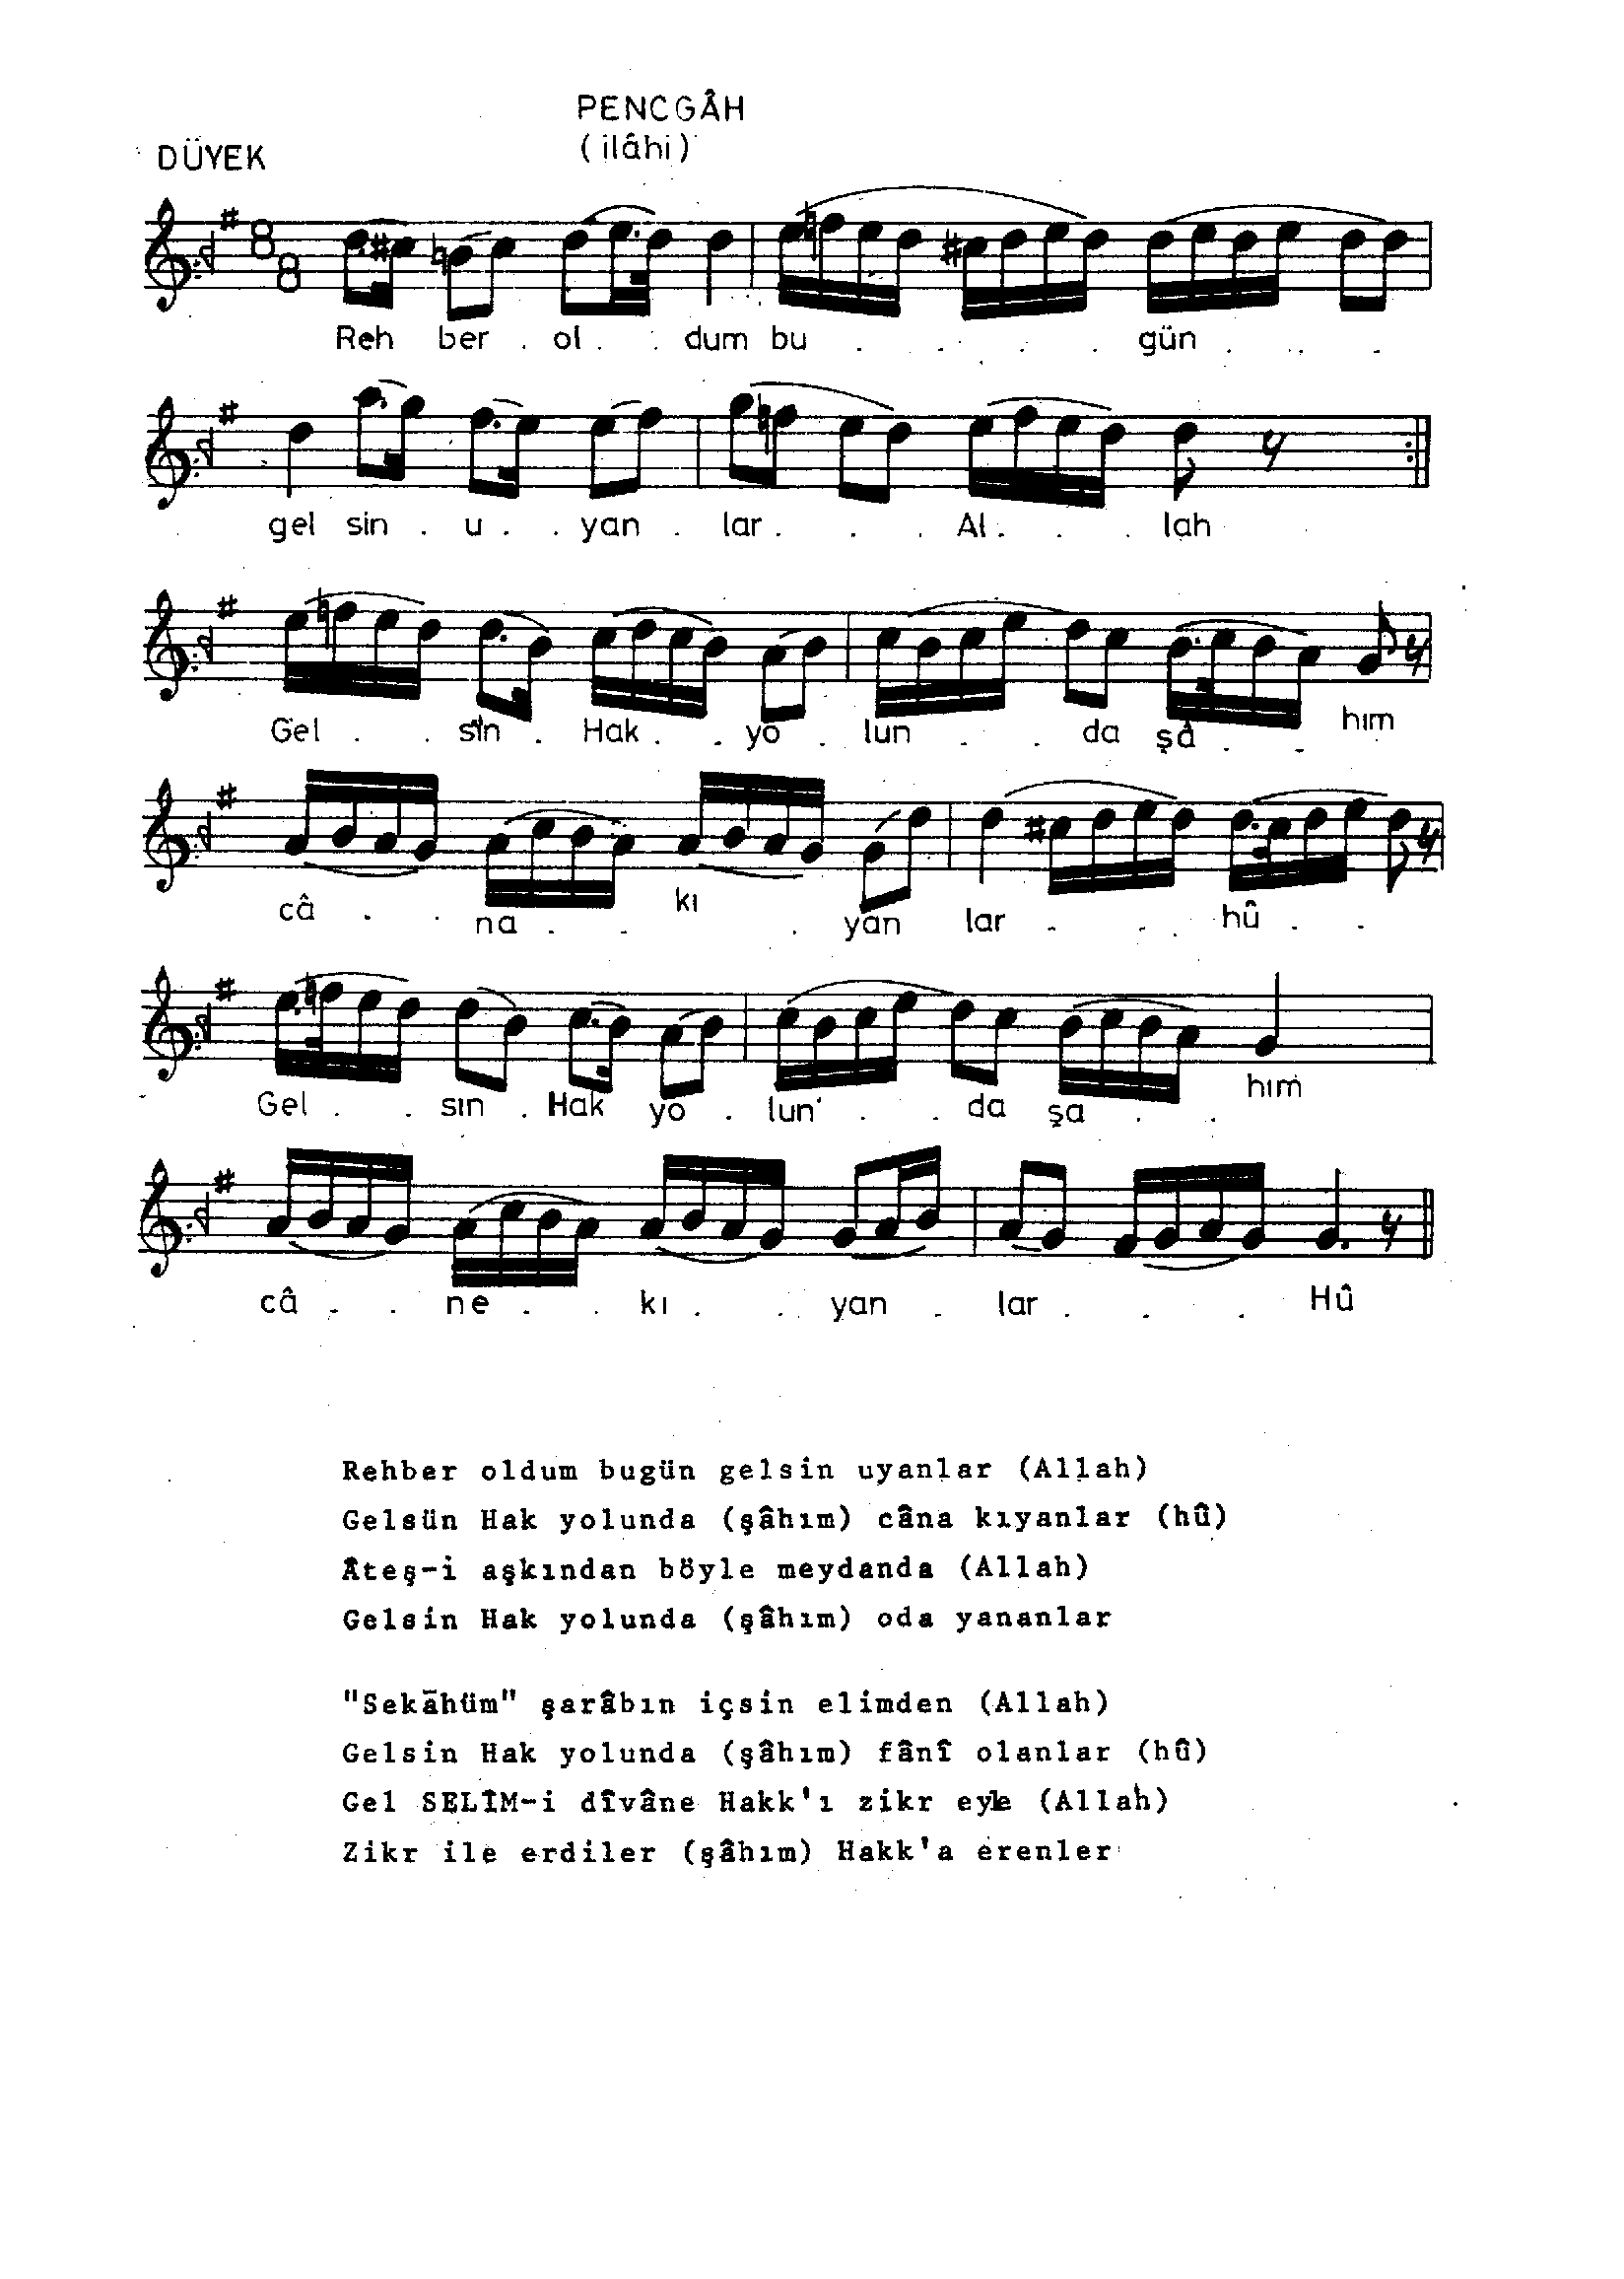 PENCGÂH
(ilâhi)
DÜYEK
8
8
Reh ber . ol . . dum bu . . . . . gün . . . .
gel sin . u . . yan . lar . . . Al . . . lah
Gel . . sin . Hak . . yo . lun . . da şâ . . hım
câ . . na . . kı . yan lar . . . hû . .
Gel . . sın . Hak yo . lun . . da şa . . hım
câ . . ne . . kı . . yan . lar . . . Hû
Rehber oldum bugün gelsin uyanlar (Allah)
Gelsün Hak yolunda (şâhım) câna kıyanlar (hû)
Âteş-i aşkından böyle meydanda (Allah)
Gelsin Hak yolunda (şâhım) oda yananlar
"Sekāhüm" şarâbın içsin elimden (Allah)
Gelsin Hak yolunda (şâhım) fânî olanlar (hû)
Gel SELÎM-i dîvâne Hakk'ı zikr eyle (Allah)
Zikr ile erdiler (şâhım) Hakk'a erenler